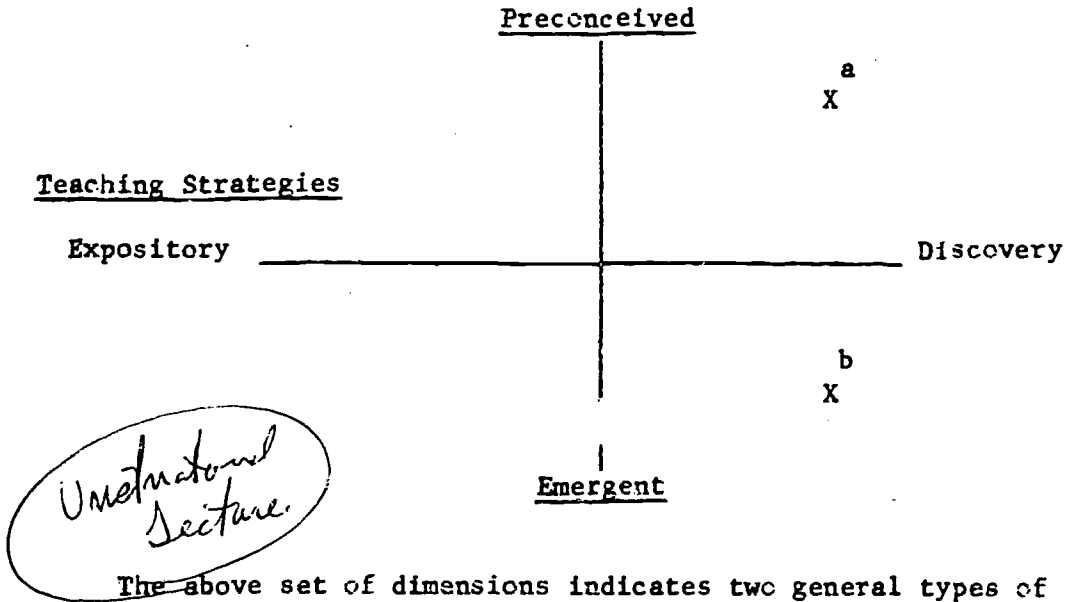 Preconceived
a
X
Teaching Strategies
Expository
Discovery
b
X
Emergent
Unstructured
Lecture.
The above set of dimensions indicates two general types of